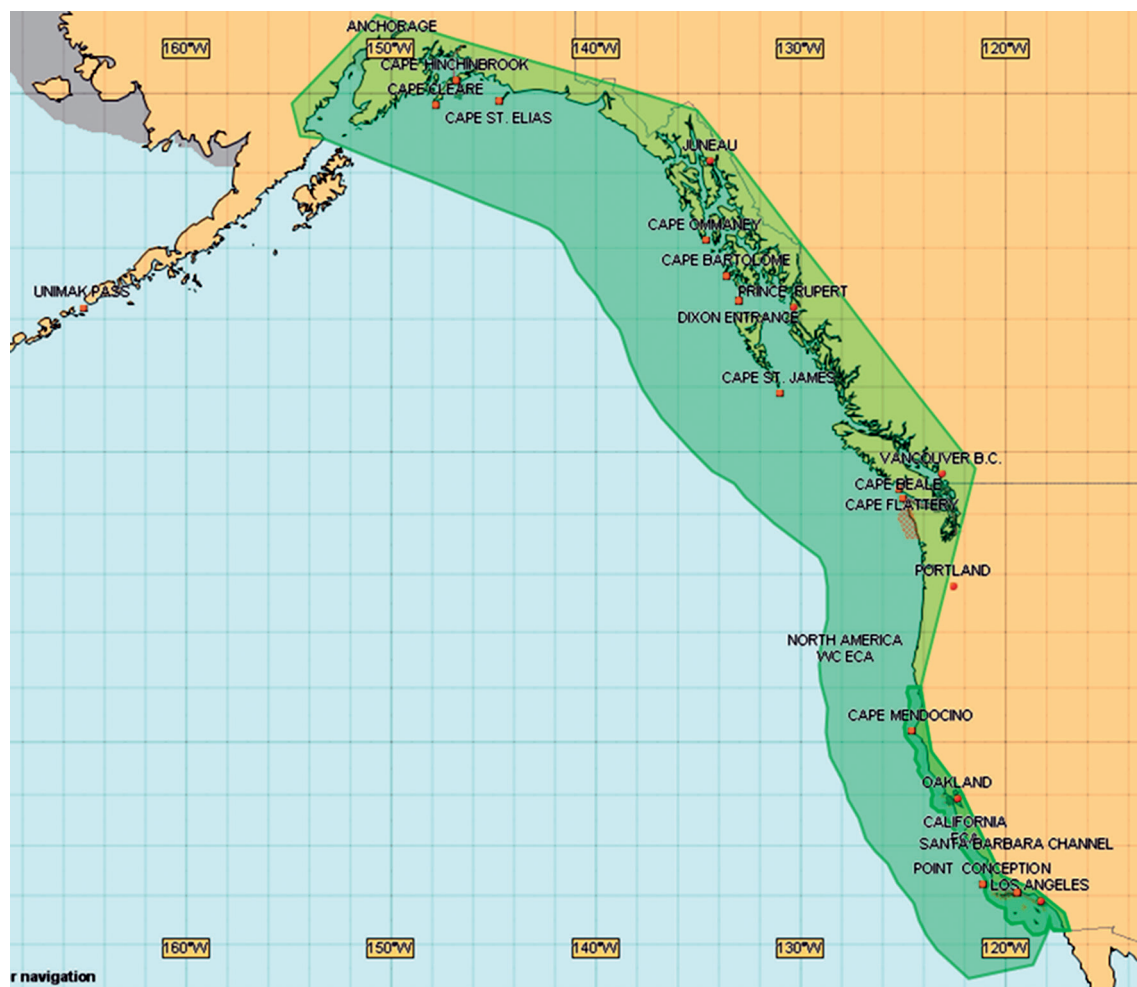 ANCHORAGE
160°W
150°W
140°W
130°W
120°W
CAPE HINCHINBROOK
CAPE CLEARE
CAPE ST. ELIAS
JUNEAU
CAPE OMMANEY
CAPE BARTOLOME
UNIMAK PASS
PRINCE RUPERT
DIXON ENTRANCE
CAPE ST. JAMES
VANCOUVER B.C.
CAPE BEALE
CAPE FLATTERY
PORTLAND
NORTH AMERICA
WC ECA
CAPE MENDOCINO
OAKLAND
CALIFORNIA
ECA
SANTA BARBARA CHANNEL
POINT CONCEPTION
LOS ANGELES
160°W
150°W
140°W
130°W
120°W
r navigation